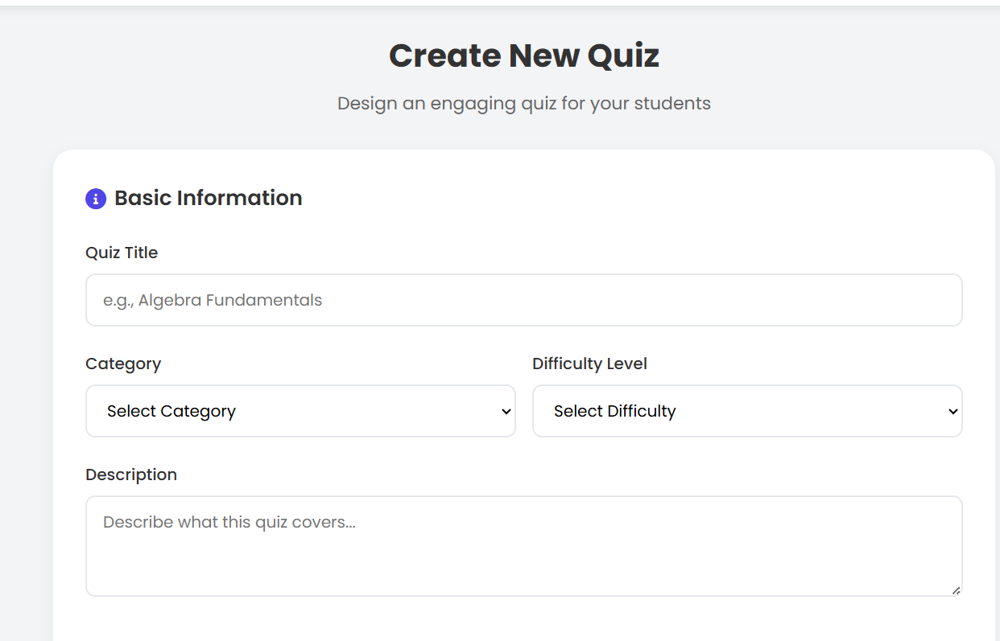 Create New Quiz
Design an engaging quiz for your students
Basic Information
Quiz Title
e.g., Algebra Fundamentals
Category
Difficulty Level
Select Category
Select Difficulty
Description
Describe what this quiz covers...